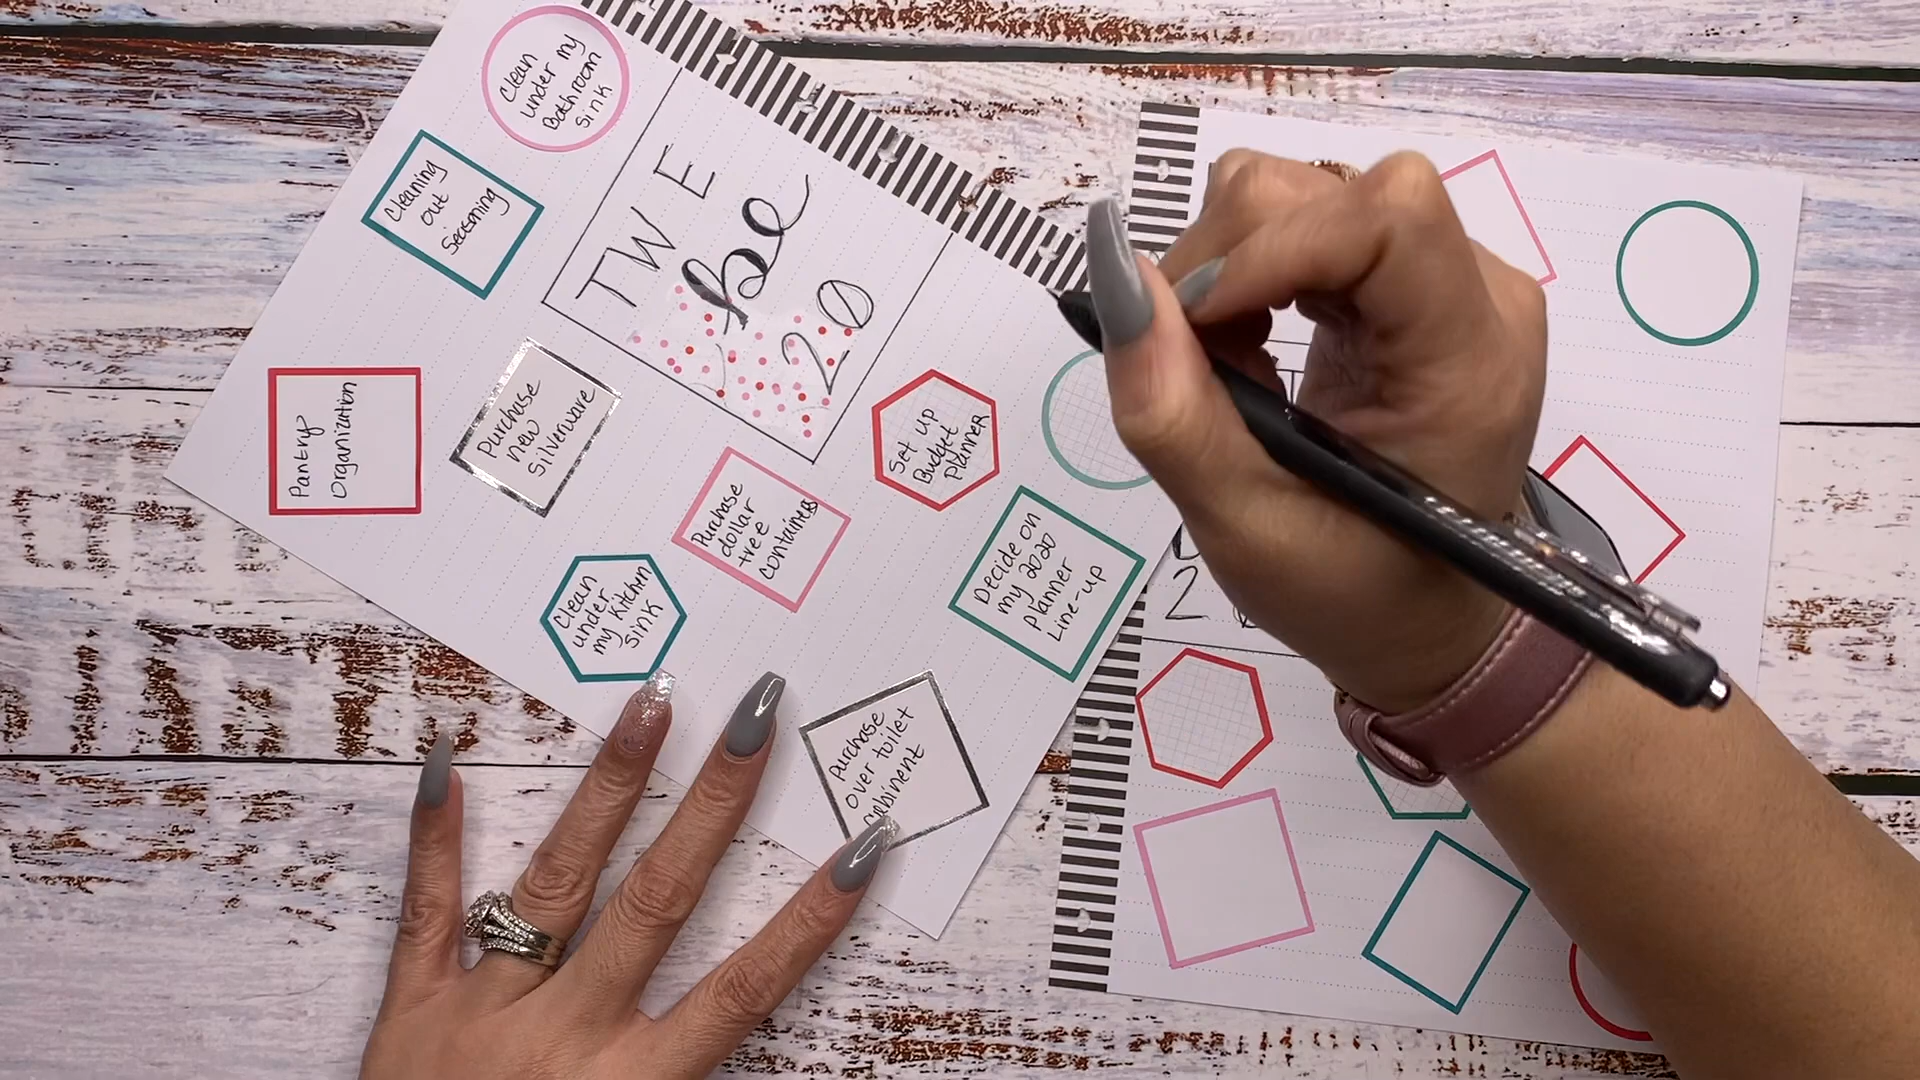 Clean
under my
Bathroom
sink
Cleaning
out
Seasoning
TWE
be
20
Pantry
Organization
Purchase
new
Silverware
Set up
Budget
PlanNER
Purchase
dollar
tree
containers
Clean
under
my Kitchen
sink
Decide on
my 2020
Planner
Line-up
Purchase
over toilet
Cabinent
T
2